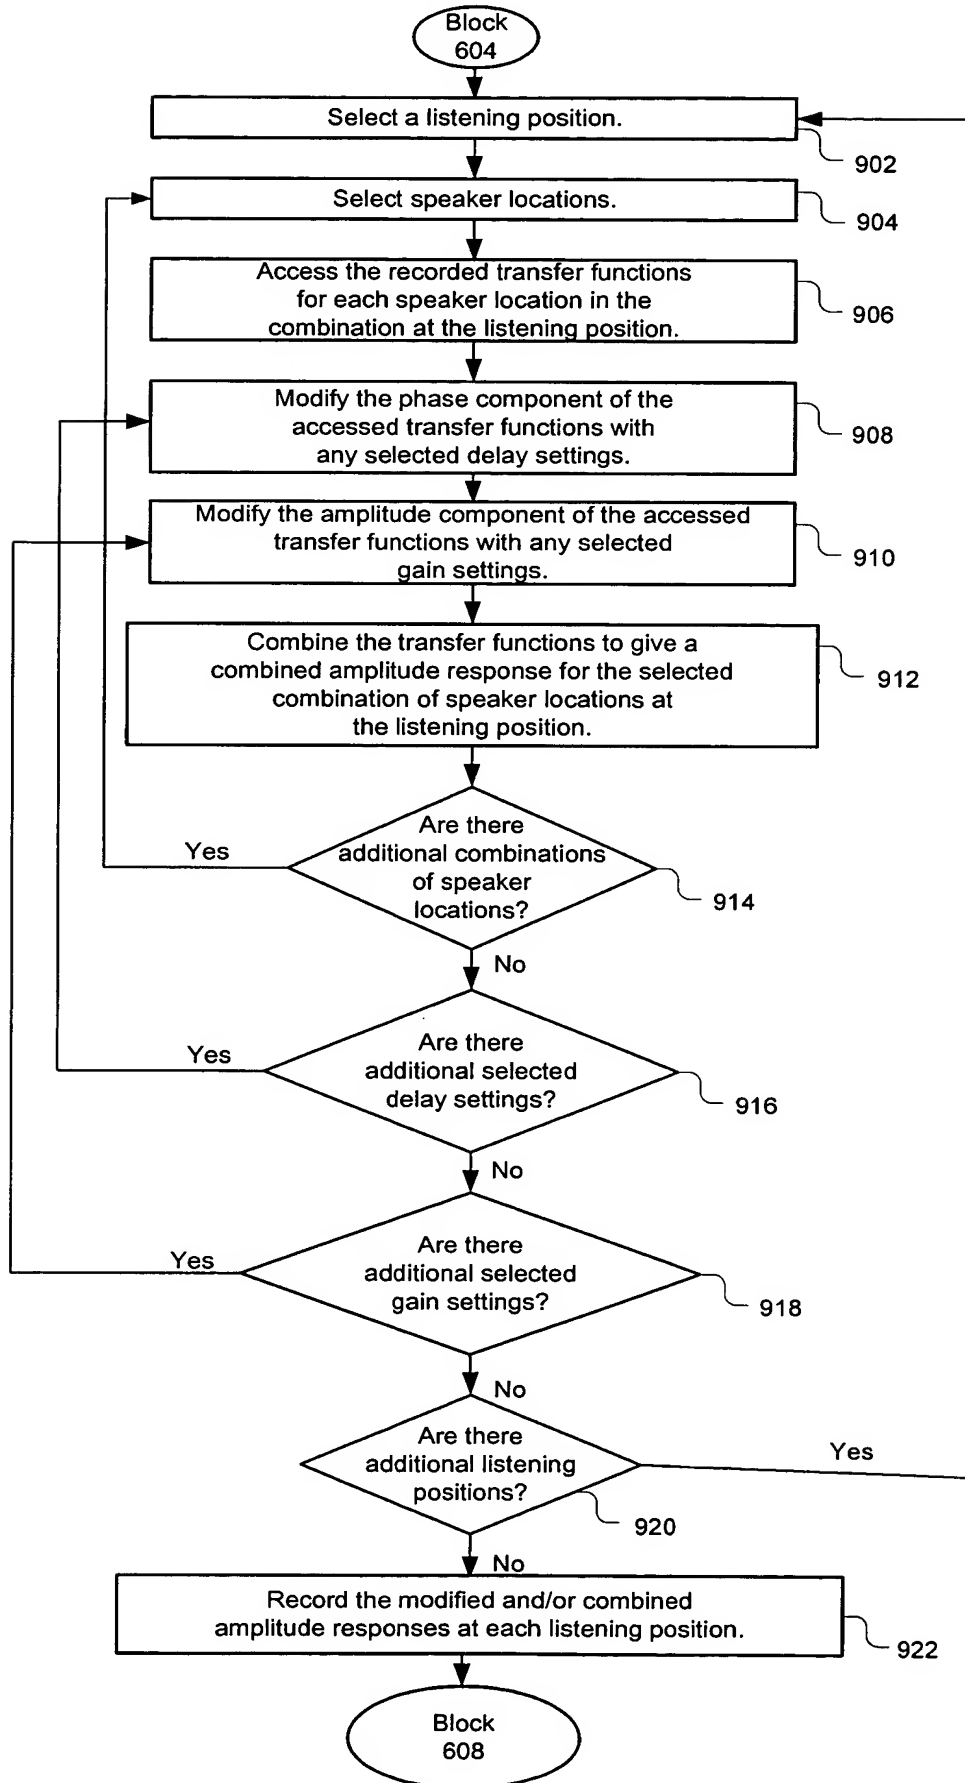 Block
604
Select a listening position.
902
Select speaker locations.
904
Access the recorded transfer functions
for each speaker location in the
combination at the listening position.
906
Modify the phase component of the
accessed transfer functions with
any selected delay settings.
908
Modify the amplitude component of the accessed
transfer functions with any selected
gain settings.
910
Combine the transfer functions to give a
combined amplitude response for the selected
combination of speaker locations at
the listening position.
912
Are there
additional combinations
of speaker
locations?
Yes
914
No
Are there
additional selected
delay settings?
Yes
916
No
Are there
additional selected
gain settings?
Yes
918
No
Are there
additional listening
positions?
Yes
920
No
Record the modified and/or combined
amplitude responses at each listening position.
922
Block
608